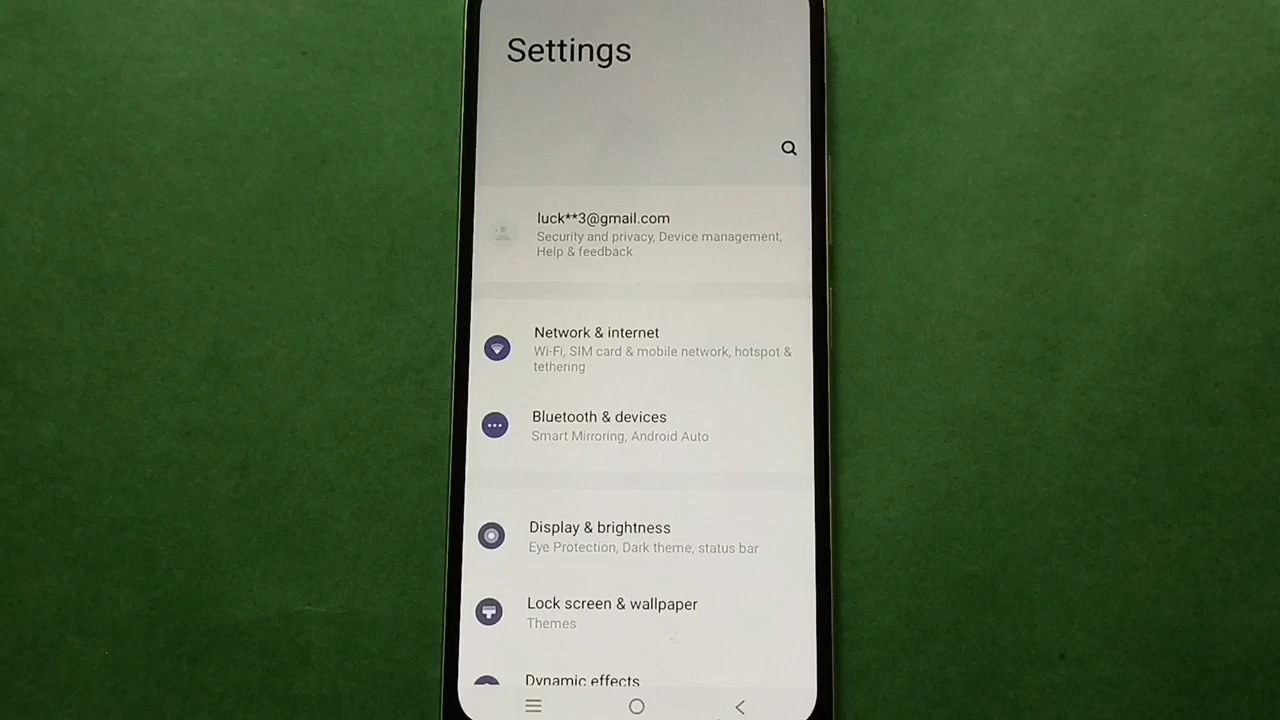 Settings
luck**3@gmail.com
Security and privacy, Device management,
Help & feedback
Network & internet
Wi-Fi, SIM card & mobile network, hotspot &
tethering
Bluetooth & devices
Smart Mirroring, Android Auto
Display & brightness
Eye Protection, Dark theme, status bar
Lock screen & wallpaper
Themes
Dynamic effects